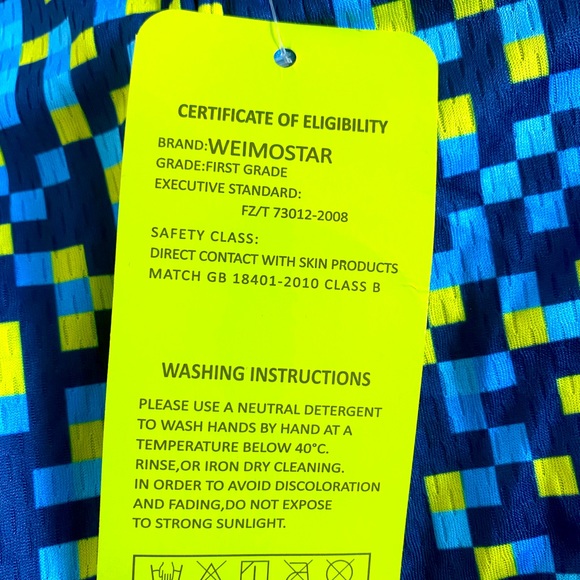 CERTIFICATE OF ELIGIBILITY
BRAND:WEIMOSTAR
GRADE:FIRST GRADE
EXECUTIVE STANDARD:
FZ/T 73012-2008
SAFETY CLASS:
DIRECT CONTACT WITH SKIN PRODUCTS
MATCH GB 18401-2010 CLASS B
WASHING INSTRUCTIONS
PLEASE USE A NEUTRAL DETERGENT
TO WASH HANDS BY HAND AT A
TEMPERATURE BELOW 40°C.
RINSE,OR IRON DRY CLEANING.
IN ORDER TO AVOID DISCOLORATION
AND FADING,DO NOT EXPOSE
TO STRONG SUNLIGHT.